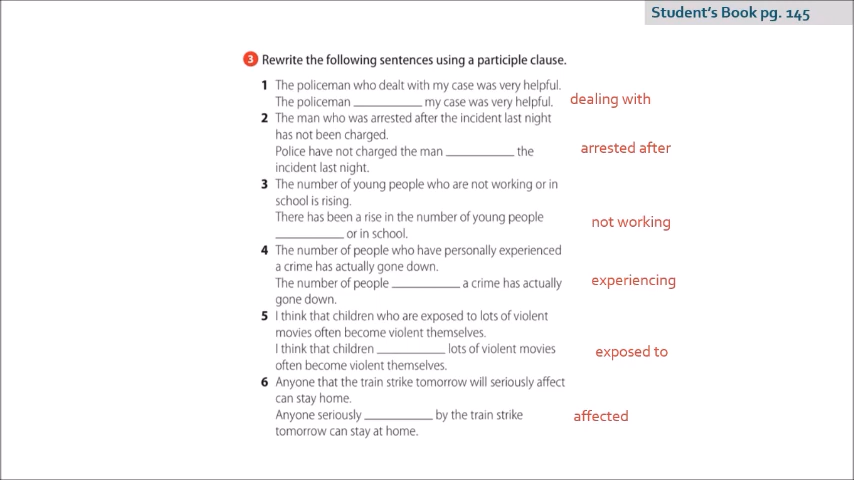 Student's Book pg. 145
3 Rewrite the following sentences using a participle clause.
1 The policeman who dealt with my case was very helpful.
The policeman __________ my case was very helpful.
dealing with
2 The man who was arrested after the incident last night
has not been charged.
Police have not charged the man __________ the
incident last night.
arrested after
3 The number of young people who are not working or in
school is rising.
There has been a rise in the number of young people
__________ or in school.
not working
4 The number of people who have personally experienced
a crime has actually gone down.
The number of people __________ a crime has actually
gone down.
experiencing
5 I think that children who are exposed to lots of violent
movies often become violent themselves.
I think that children __________ lots of violent movies
often become violent themselves.
exposed to
6 Anyone that the train strike tomorrow will seriously affect
can stay home.
Anyone seriously __________ by the train strike
tomorrow can stay at home.
affected